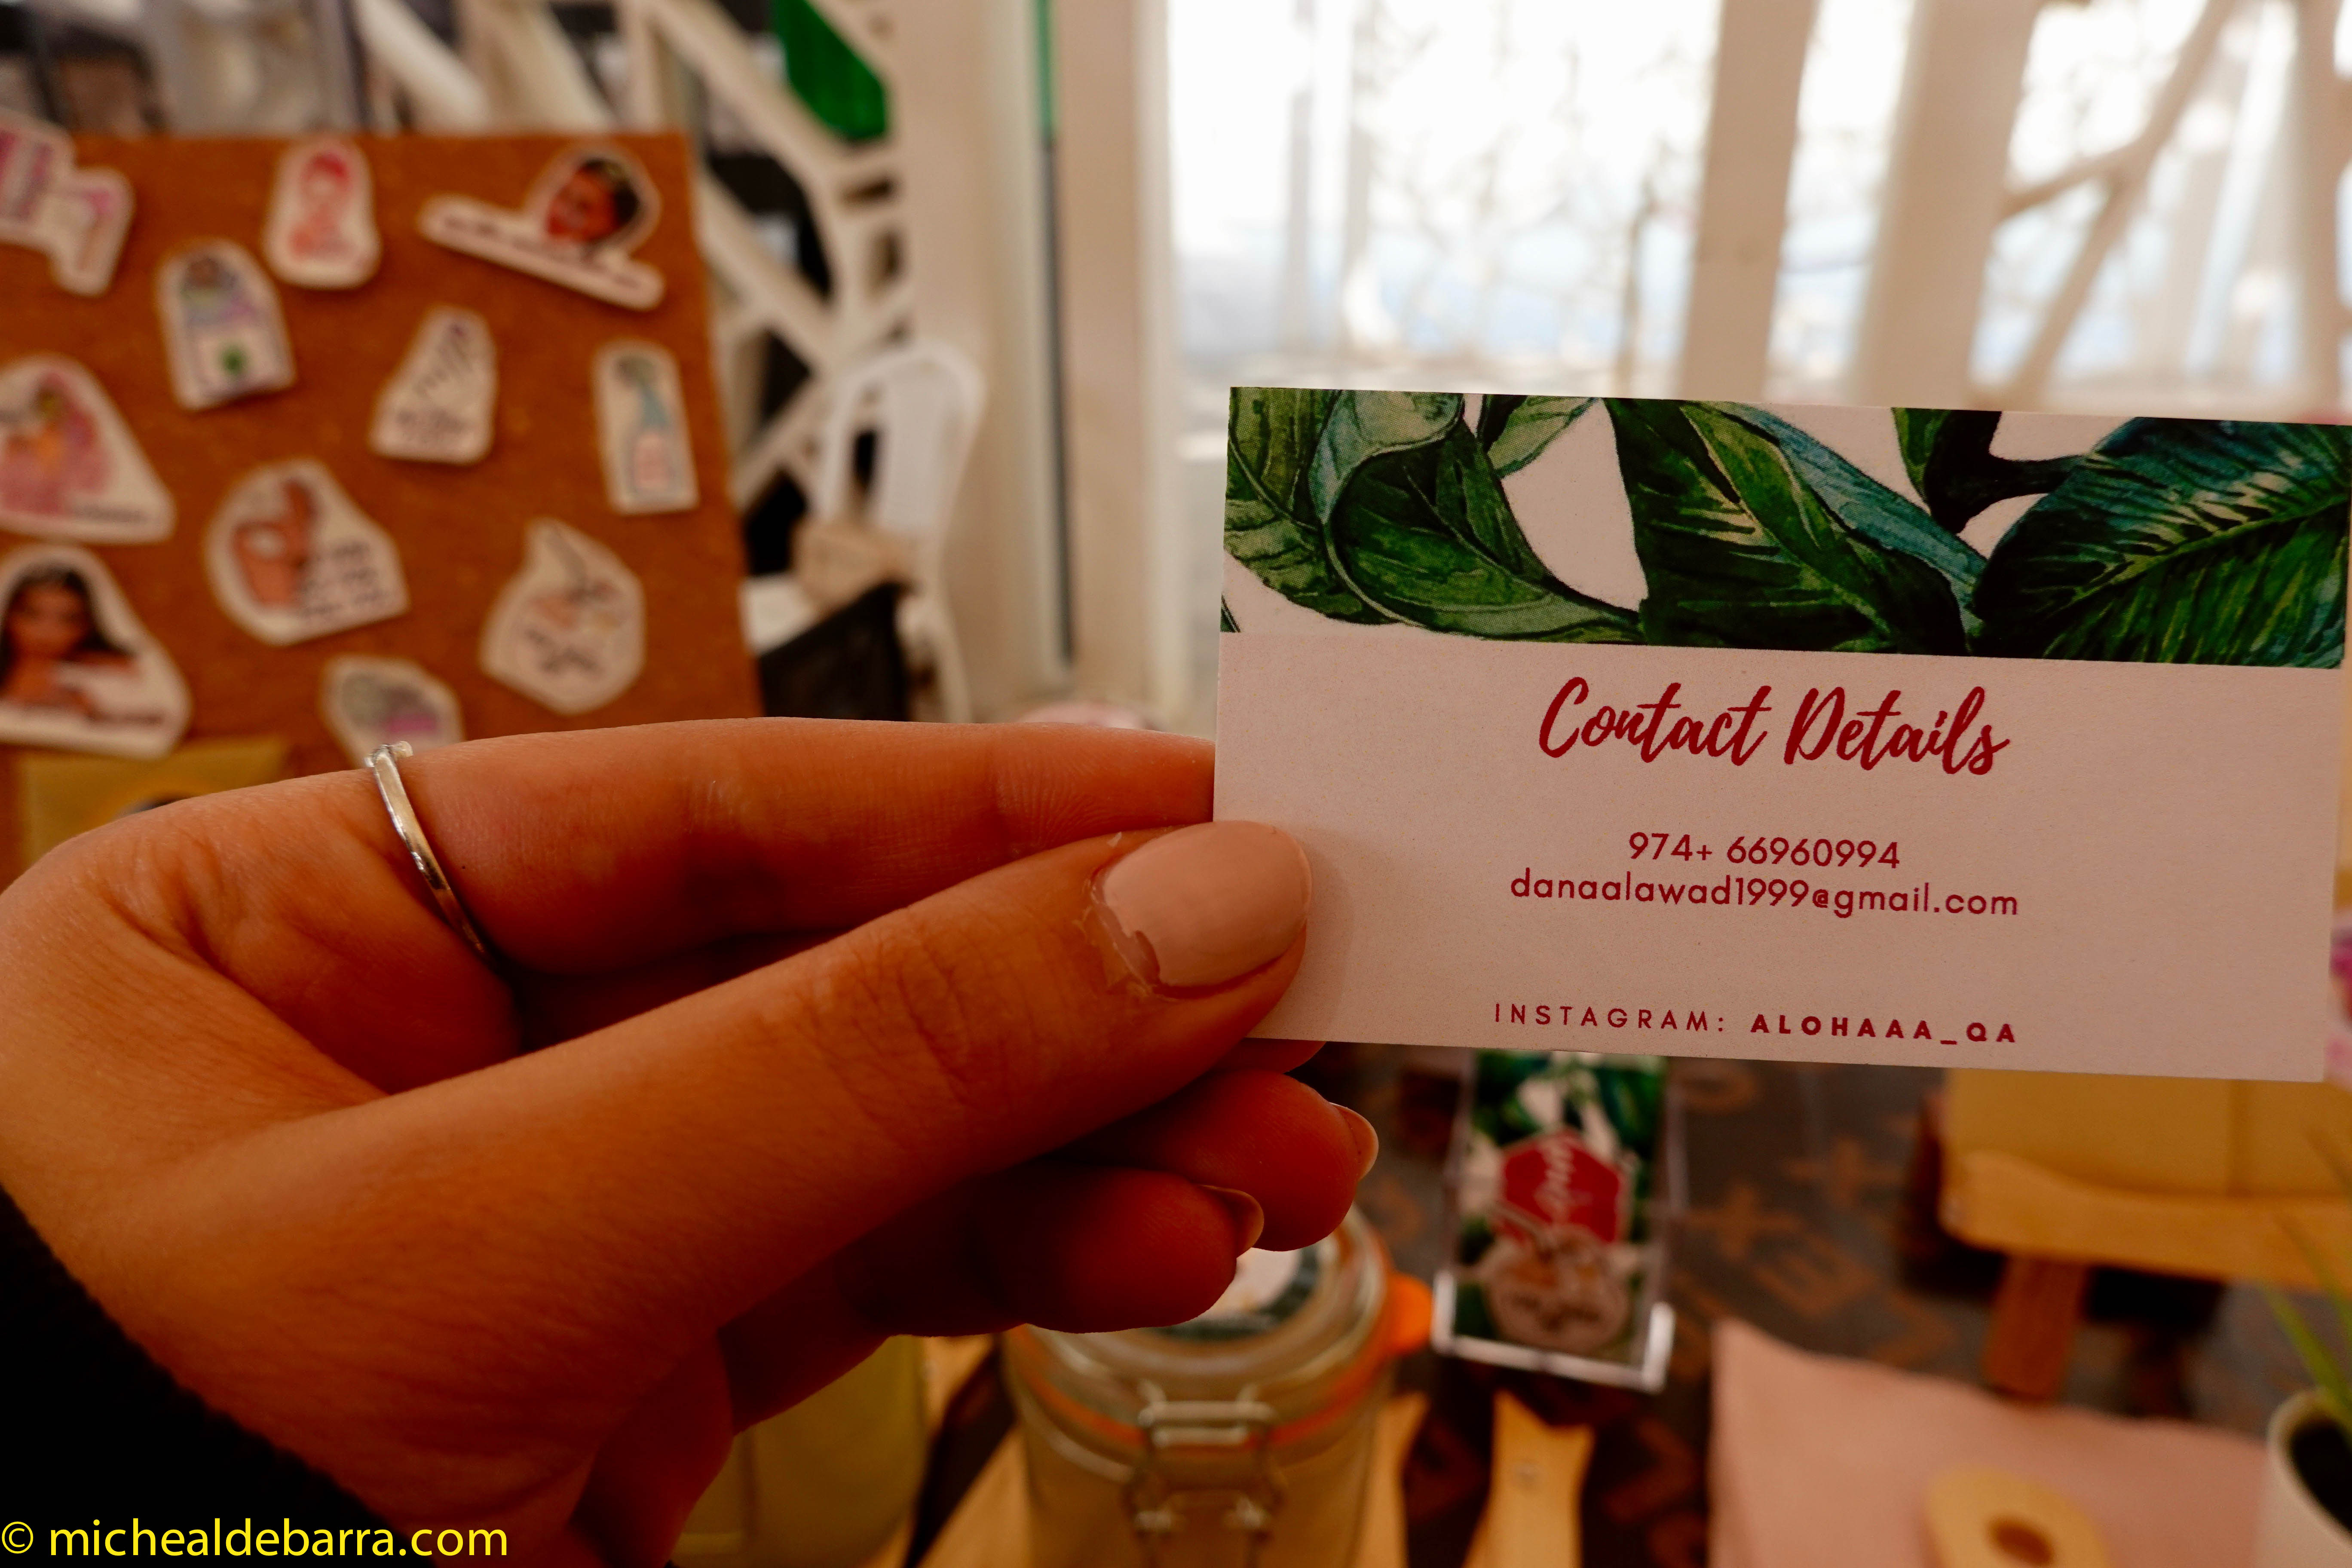 Contact Details
974+ 66960994
danaalawad1999@gmail.com
INSTAGRAM: ALOHAAA_QA
© michealdebarra.com